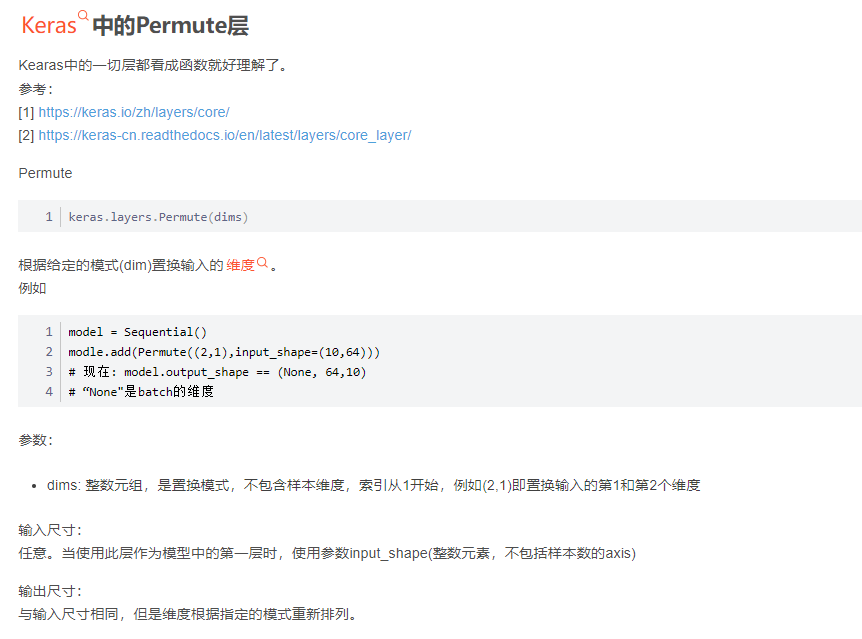 Keras中的Permute层
Kearas中的一切层都看成函数就好理解了。
参考：
[1] https://keras.io/zh/layers/core/
[2] https://keras-cn.readthedocs.io/en/latest/layers/core_layer/
Permute
1 keras.layers.Permute(dims)
根据给定的模式(dim)置换输入的 维度 。
例如
1 model = Sequential()
2 modle.add(Permute((2,1),input_shape=(10,64)))
3 # 现在: model.output_shape == (None, 64,10)
4 # “None"是batch的维度
参数：
• dims: 整数元组，是置换模式，不包含样本维度，索引从1开始，例如(2,1)即置换输入的第1和第2个维度
输入尺寸：
任意。当使用此层作为模型中的第一层时，使用参数input_shape(整数元素，不包括样本数的axis)
输出尺寸：
与输入尺寸相同，但是维度根据指定的模式重新排列。